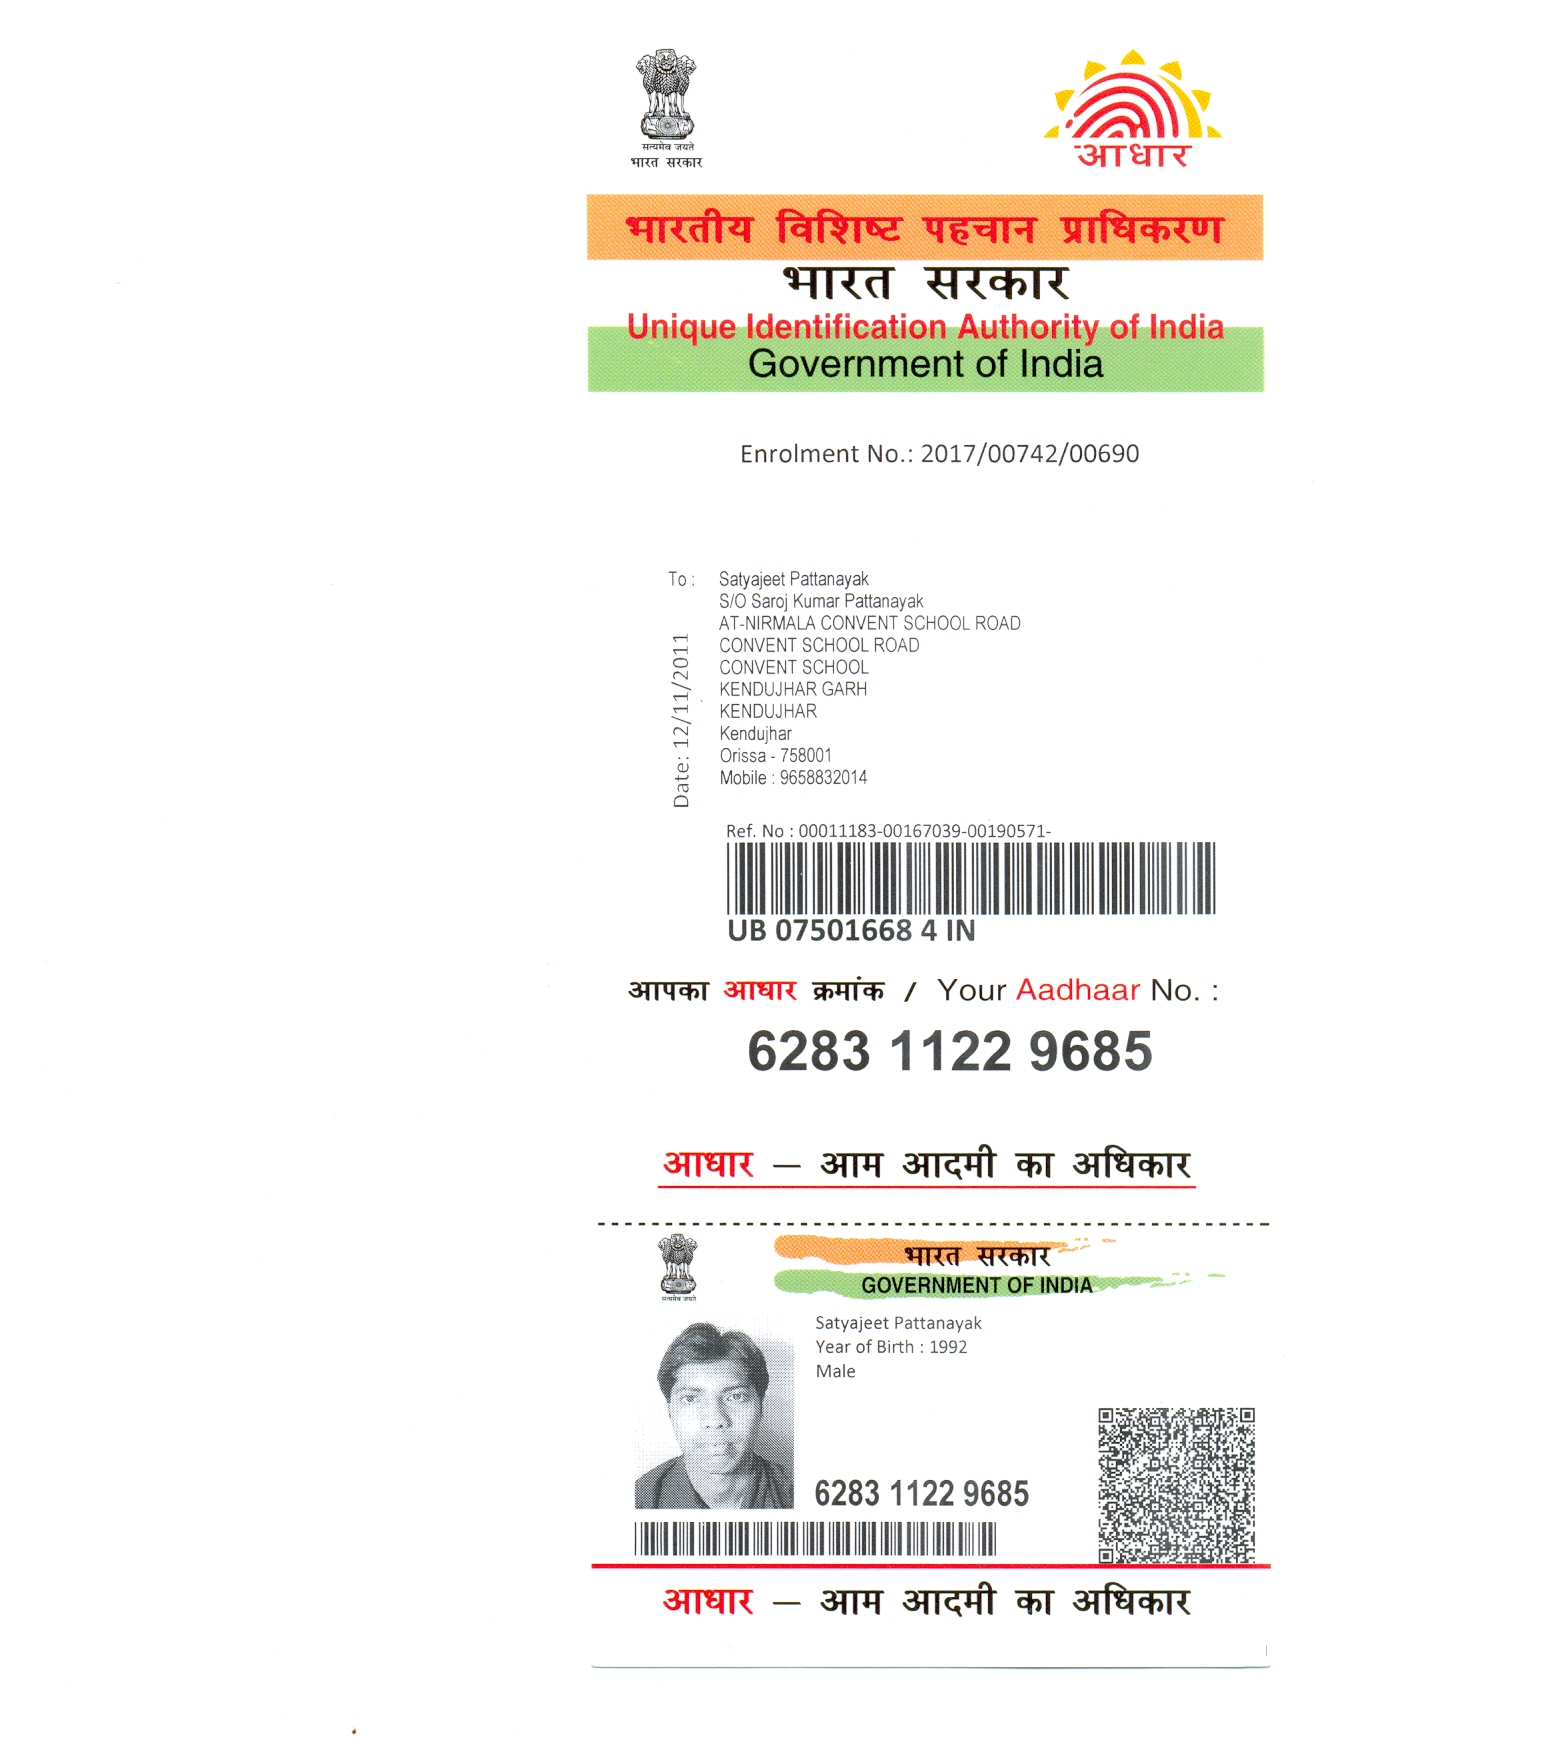 सत्यमेव जयते
भारत सरकार
आधार
भारतीय विशिष्ट पहचान प्राधिकरण
भारत सरकार
Unique Identification Authority of India
Government of India
Enrolment No.: 2017/00742/00690
To : Satyajeet Pattanayak
S/O Saroj Kumar Pattanayak
AT-NIRMALA CONVENT SCHOOL ROAD
CONVENT SCHOOL ROAD
CONVENT SCHOOL
KENDUJHAR GARH
KENDUJHAR
Kendujhar
Orissa - 758001
Mobile : 9658832014
Date: 12/11/2011
Ref. No : 00011183-00167039-00190571-
UB 07501668 4 IN
आपका आधार क्रमांक / Your Aadhaar No. :
6283 1122 9685
आधार — आम आदमी का अधिकार
सत्यमेव जयते
भारत सरकार
GOVERNMENT OF INDIA
Satyajeet Pattanayak
Year of Birth : 1992
Male
6283 1122 9685
आधार — आम आदमी का अधिकार